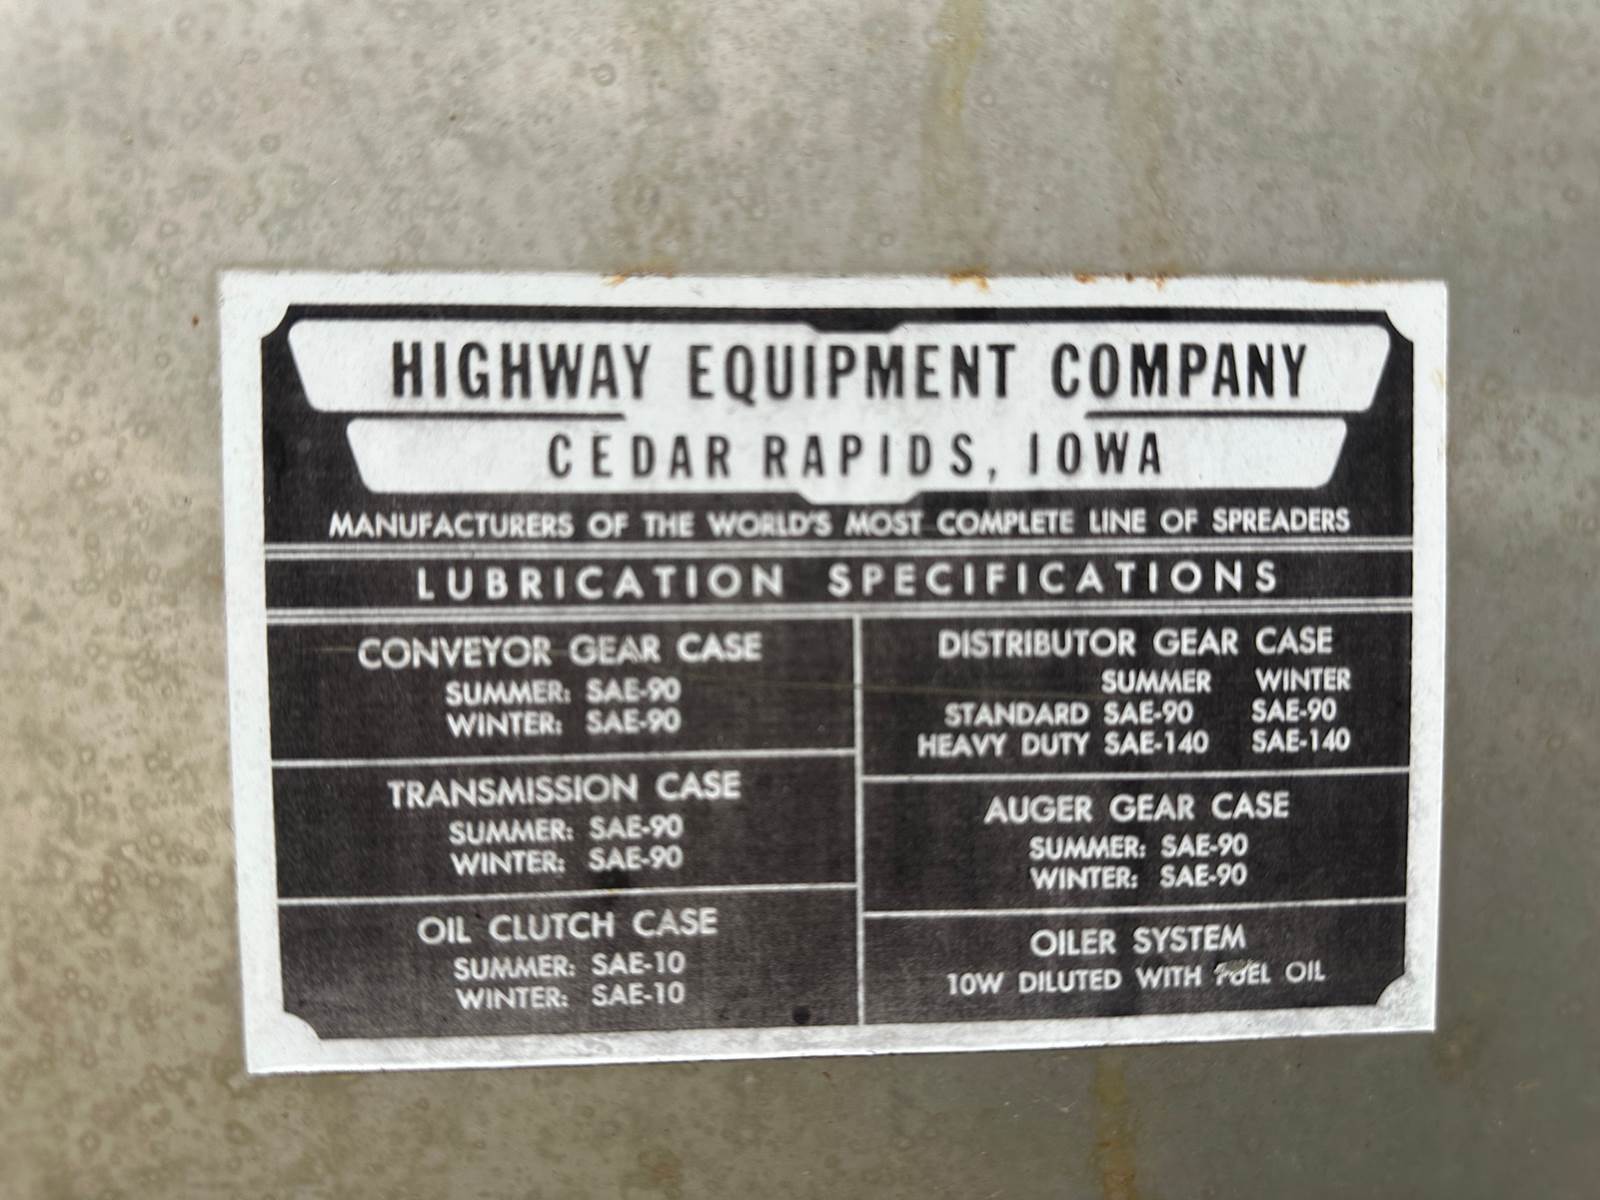 HIGHWAY EQUIPMENT COMPANY
CEDAR RAPIDS, IOWA
MANUFACTURERS OF THE WORLD'S MOST COMPLETE LINE OF SPREADERS
LUBRICATION SPECIFICATIONS
CONVEYOR GEAR CASE
SUMMER: SAE-90
WINTER: SAE-90
TRANSMISSION CASE
SUMMER: SAE-90
WINTER: SAE-90
OIL CLUTCH CASE
SUMMER: SAE-10
WINTER: SAE-10
DISTRIBUTOR GEAR CASE
SUMMER WINTER
STANDARD SAE-90 SAE-90
HEAVY DUTY SAE-140 SAE-140
AUGER GEAR CASE
SUMMER: SAE-90
WINTER: SAE-90
OILER SYSTEM
10W DILUTED WITH FUEL OIL